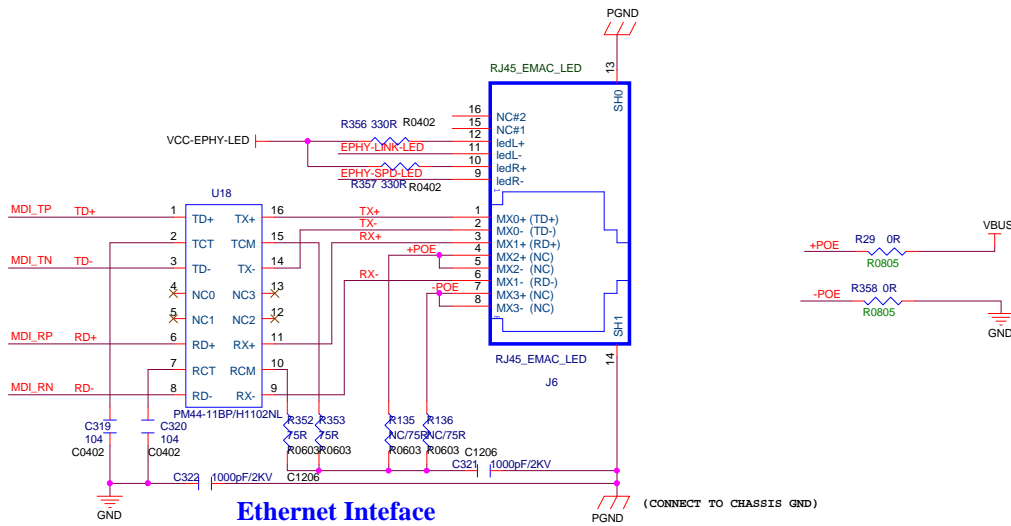 PGND
13
RJ45_EMAC_LED
SH0
16 NC#2
15 NC#1
R356 330R R0402
12 ledL+
VCC-EPHY-LED
EPHY-LINK-LED 11 ledL-
10 ledR+
EPHY-SPD-LED 9 ledR-
R357 330R R0402
U18
MDI_TP TD+ 1 TD+ TX+ 16 TX+ 1 MX0+ (TD+)
TX- 2 MX0- (TD-)
2 TCT TCM 15 RX+ 3 MX1+ (RD+)
+POE 4 MX2+ (NC)
MDI_TN TD- 3 TD- TX- 14 5 MX2- (NC)
RX- 6 MX1- (RD-)
4 NC0 NC3 13 -POE 7 MX3+ (NC)
8 MX3- (NC)
5 NC1 NC2 12
SH1
MDI_RP RD+ 6 RD+ RX+ 11
14
7 RCT RCM 10
RJ45_EMAC_LED
J6
MDI_RN RD- 8 RD- RX- 9
PM44-11BP/H1102NL
1
8
VBUS
+POE R29 0R
R0805
-POE R358 0R
R0805
GND
C319
104
C0402
C320
104
C0402
R352
75R
R0603
R353
75R
R0603
R135
NC/75R
R0603
R136
NC/75R
R0603
C1206
C321 1000pF/2KV
C322 1000pF/2KV C1206
GND
Ethernet Inteface
PGND
(CONNECT TO CHASSIS GND)